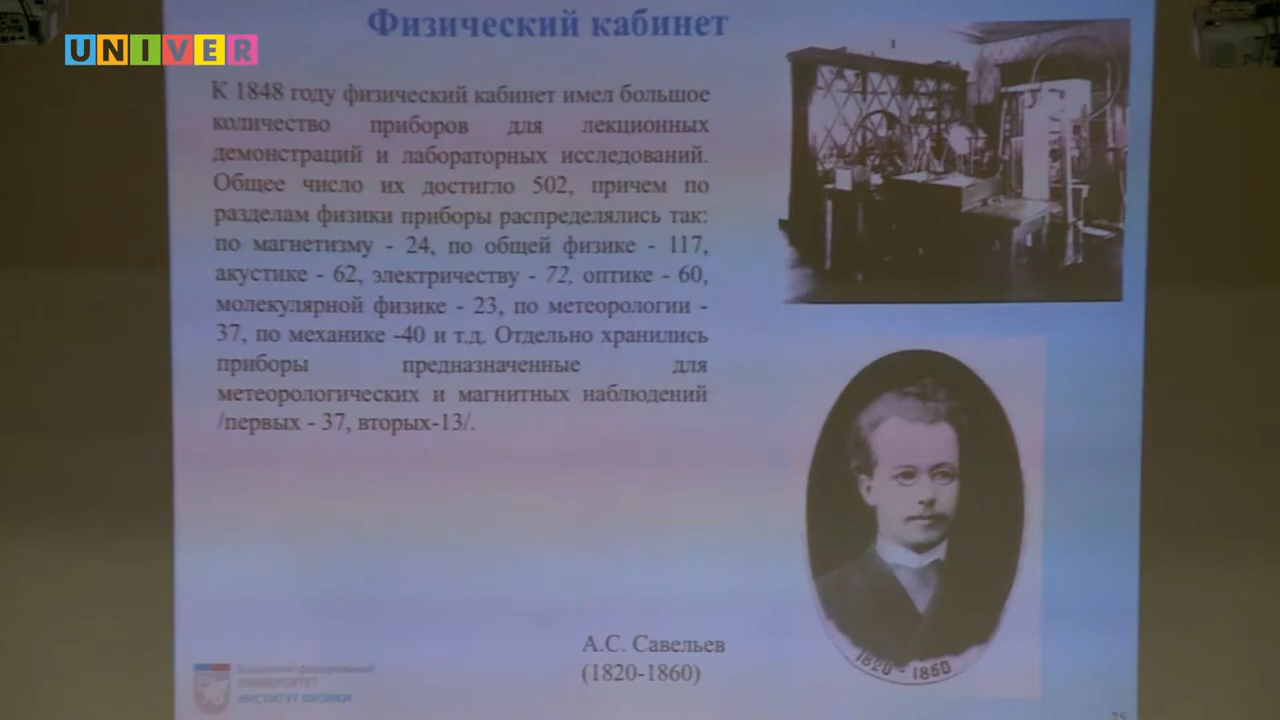 Физический кабинет
UNIVER
К 1848 году физический кабинет имел большое
количество приборов для лекционных
демонстраций и лабораторных исследований.
Общее число их достигло 502, причем по
разделам физики приборы распределялись так:
по магнетизму - 24, по общей физике - 117,
акустике - 62, электричеству - 72, оптике - 60,
молекулярной физике - 23, по метеорологии -
37, по механике -40 и т.д. Отдельно хранились
приборы предназначенные для
метеорологических и магнитных наблюдений
/первых - 37, вторых-13/.
А.С. Савельев
(1820-1860)
1820 - 1860
УНИВЕРСИТЕТ
ИНСТИТУТ ФИЗИКИ